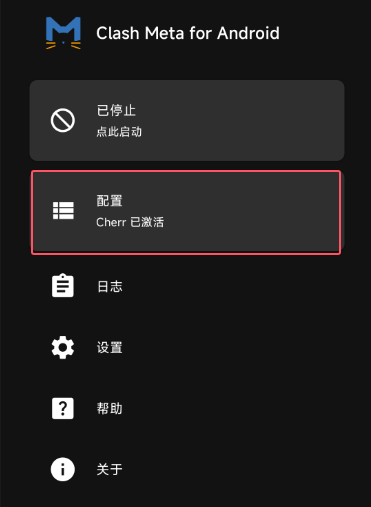 Clash Meta for Android
已停止
点此启动
配置
Cherr 已激活
日志
设置
帮助
关于